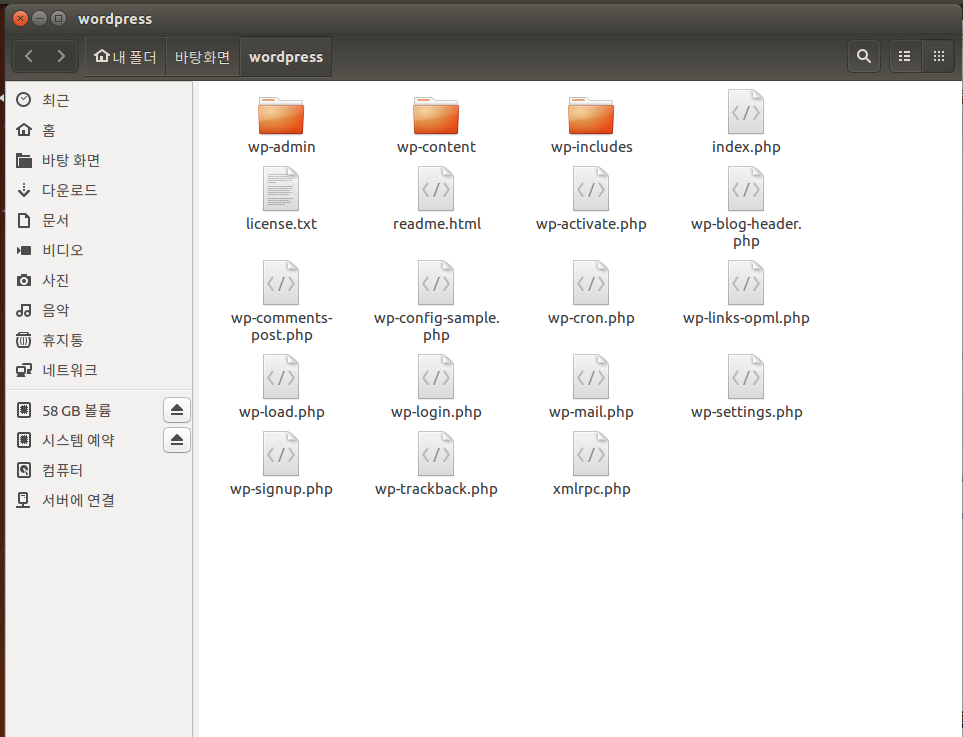 wordpress
내 폴더
바탕화면
wordpress
최근
홈
바탕 화면
다운로드
문서
비디오
사진
음악
휴지통
네트워크
58 GB 볼륨
시스템 예약
컴퓨터
서버에 연결
wp-admin
wp-content
wp-includes
index.php
license.txt
readme.html
wp-activate.php
wp-blog-header.
php
wp-comments-
post.php
wp-config-sample.
php
wp-cron.php
wp-links-opml.php
wp-load.php
wp-login.php
wp-mail.php
wp-settings.php
wp-signup.php
wp-trackback.php
xmlrpc.php